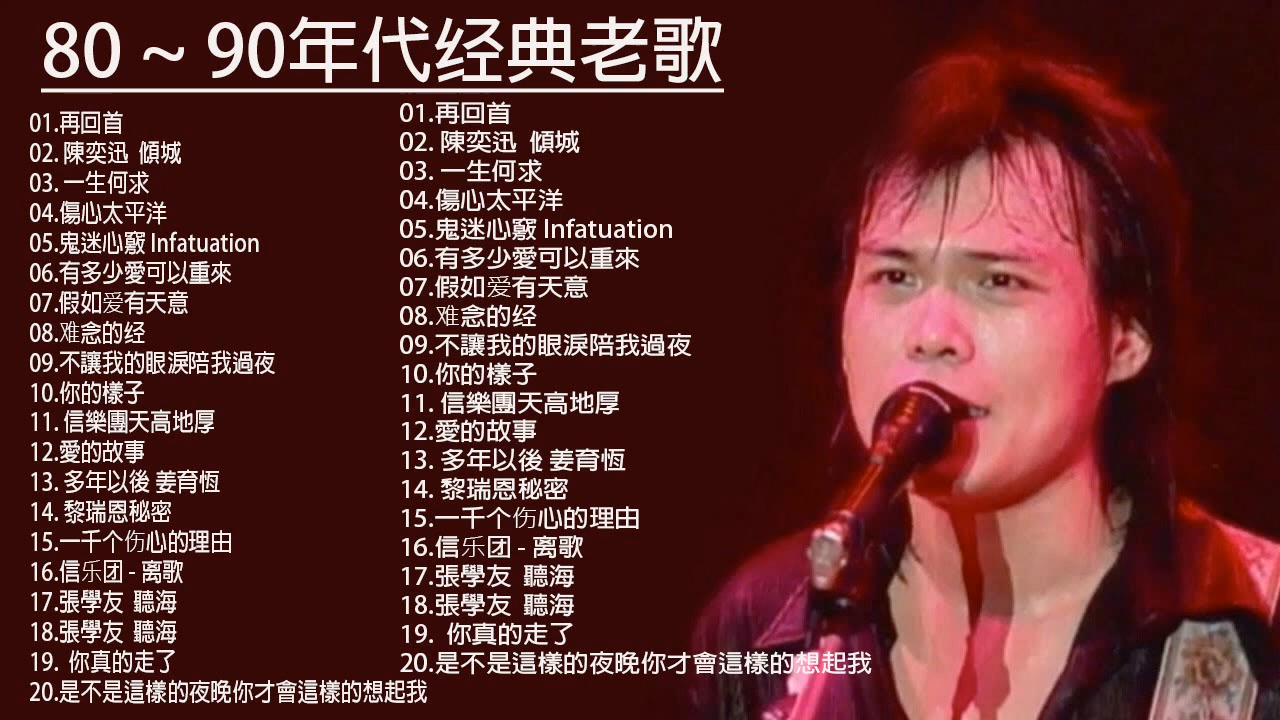 80 ~ 90年代经典老歌
01.再回首
02. 陳奕迅 傾城
03. 一生何求
04.傷心太平洋
05.鬼迷心竅 Infatuation
06.有多少愛可以重來
07.假如爱有天意
08.难念的经
09.不讓我的眼淚陪我過夜
10.你的樣子
11. 信樂團天高地厚
12.愛的故事
13. 多年以後 姜育恆
14. 黎瑞恩秘密
15.一千个伤心的理由
16.信乐团 - 离歌
17.張學友 聽海
18.張學友 聽海
19. 你真的走了
20.是不是這樣的夜晚你才會這樣的想起我
01.再回首
02. 陳奕迅 傾城
03. 一生何求
04.傷心太平洋
05.鬼迷心竅 Infatuation
06.有多少愛可以重來
07.假如爱有天意
08.难念的经
09.不讓我的眼淚陪我過夜
10.你的樣子
11. 信樂團天高地厚
12.愛的故事
13. 多年以後 姜育恆
14. 黎瑞恩秘密
15.一千个伤心的理由
16.信乐团 - 离歌
17.張學友 聽海
18.張學友 聽海
19. 你真的走了
20.是不是這樣的夜晚你才會這樣的想起我